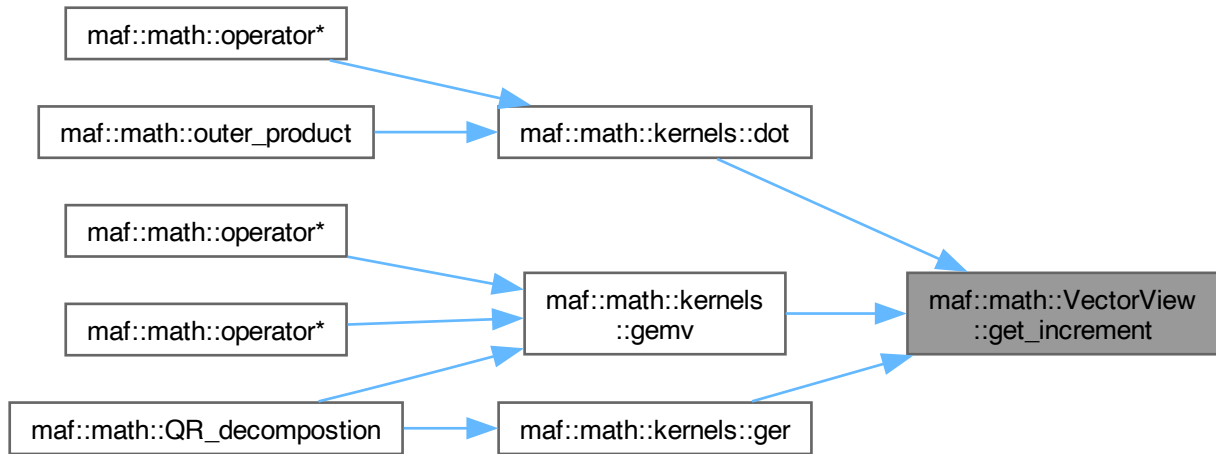 maf::math::operator*
maf::math::outer_product
maf::math::kernels::dot
maf::math::operator*
maf::math::kernels
::gemv
maf::math::VectorView
::get_increment
maf::math::operator*
maf::math::QR_decompostion
maf::math::kernels::ger